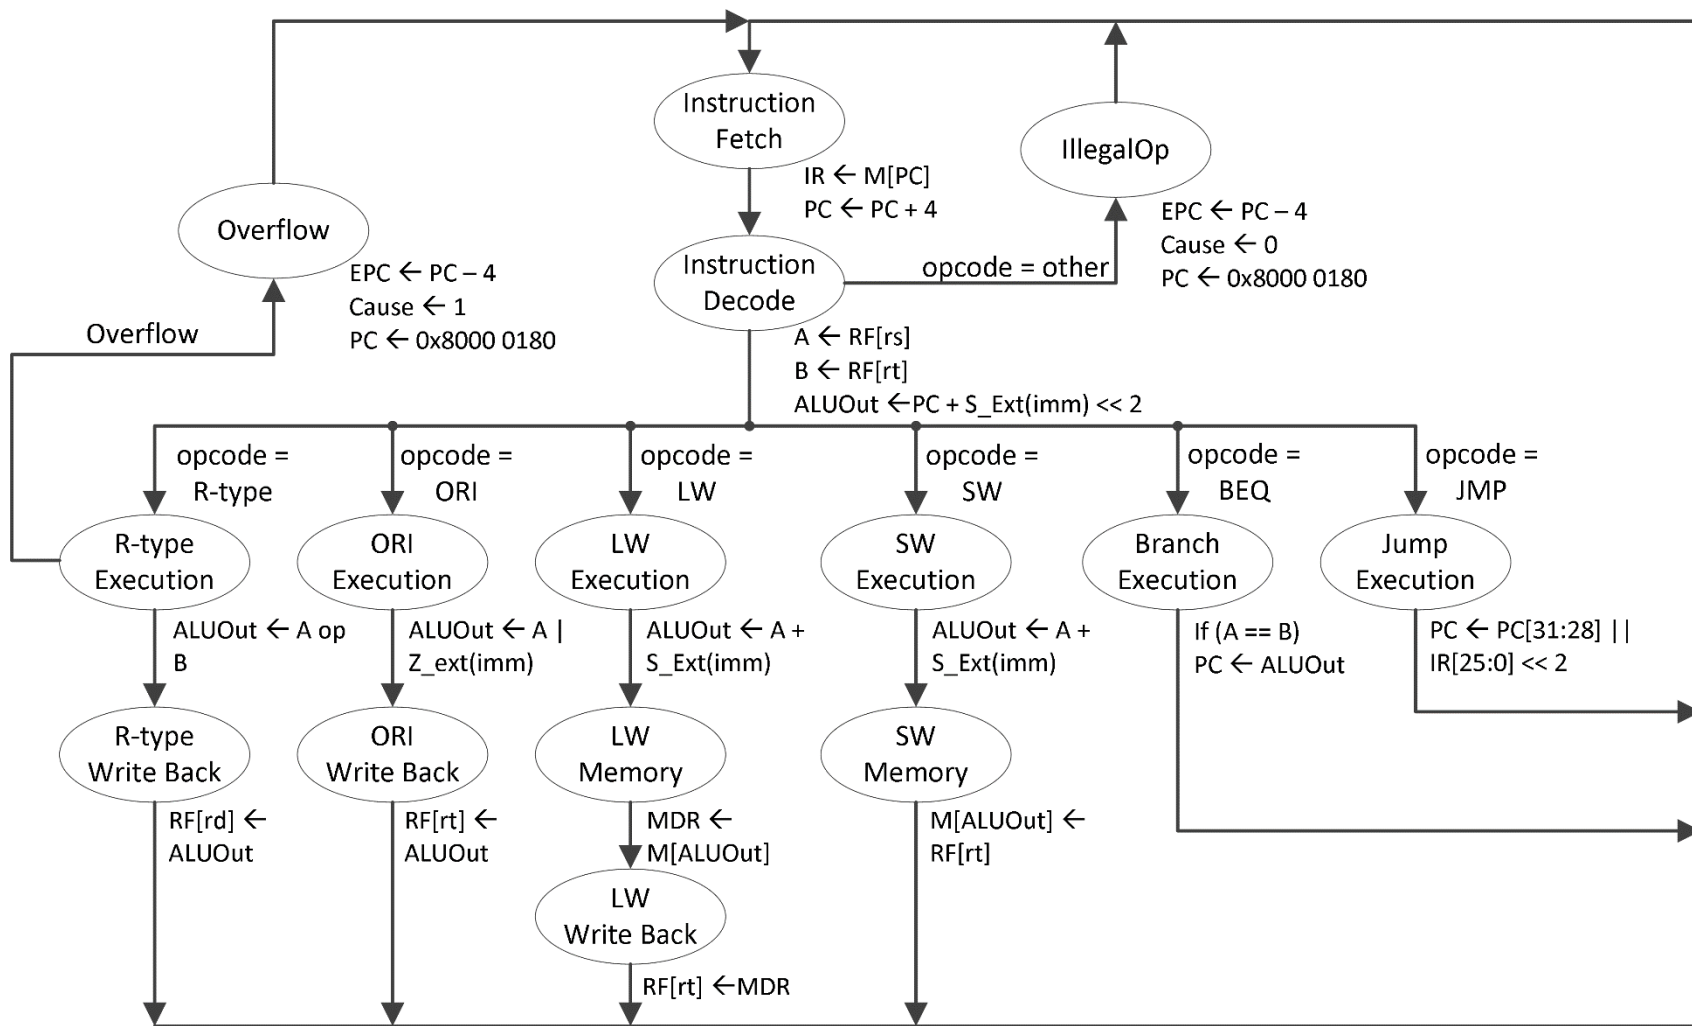 Instruction
Fetch
IR ← M[PC]
PC ← PC + 4
IllegalOp
EPC ← PC – 4
Cause ← 0
PC ← 0x8000 0180
Overflow
EPC ← PC – 4
Cause ← 1
PC ← 0x8000 0180
Overflow
Instruction
Decode
opcode = other
A ← RF[rs]
B ← RF[rt]
ALUOut ←PC + S_Ext(imm) << 2
opcode =
R-type
opcode =
ORI
opcode =
LW
opcode =
SW
opcode =
BEQ
opcode =
JMP
R-type
Execution
ORI
Execution
LW
Execution
SW
Execution
Branch
Execution
Jump
Execution
ALUOut ← A op
B
ALUOut ← A |
Z_ext(imm)
ALUOut ← A +
S_Ext(imm)
ALUOut ← A +
S_Ext(imm)
If (A == B)
PC ← ALUOut
PC ← PC[31:28] ||
IR[25:0] << 2
R-type
Write Back
ORI
Write Back
LW
Memory
SW
Memory
RF[rd] ←
ALUOut
RF[rt] ←
ALUOut
MDR ←
M[ALUOut]
M[ALUOut] ←
RF[rt]
LW
Write Back
RF[rt] ←MDR